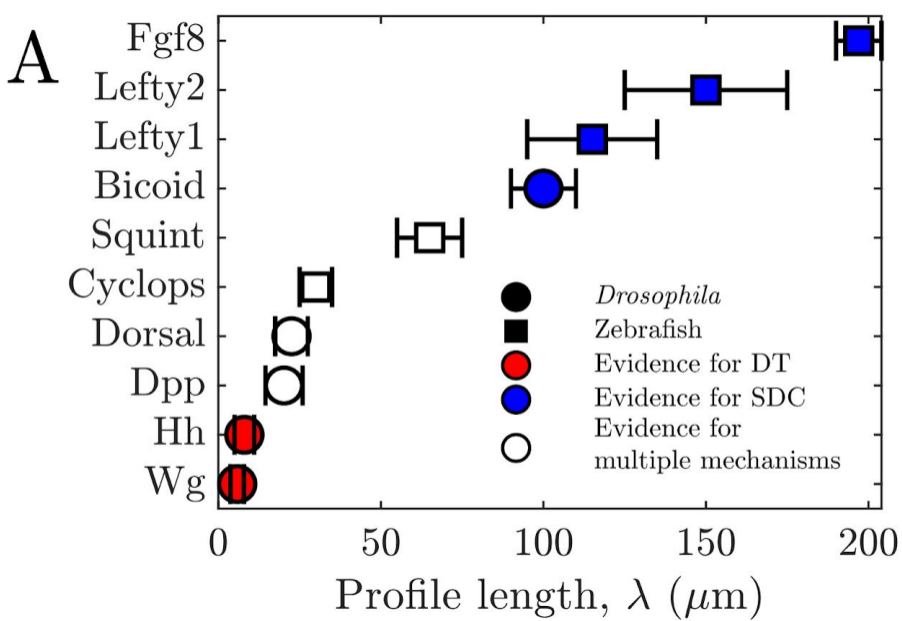 A
Fgf8
Lefty2
Lefty1
Bicoid
Squint
Cyclops
Dorsal
Dpp
Hh
Wg
Drosophila
Zebrafish
Evidence for DT
Evidence for SDC
Evidence for
multiple mechanisms
0 50 100 150 200
Profile length, λ (μm)